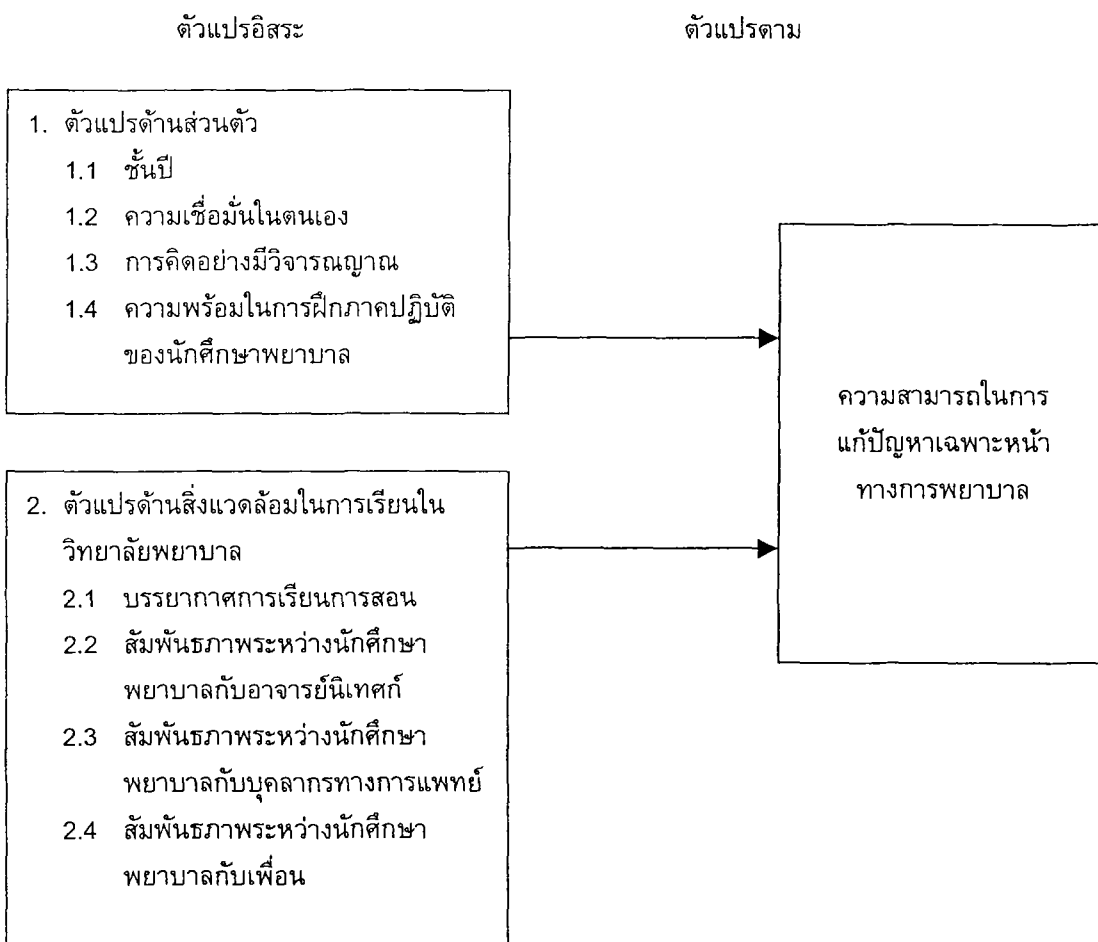 ตัวแปรอิสระ ตัวแปรตาม
1. ตัวแปรด้านส่วนตัว
1.1 ชั้นปี
1.2 ความเชื่อมั่นในตนเอง
1.3 การคิดอย่างมีวิจารณญาณ
1.4 ความพร้อมในการฝึกภาคปฏิบัติ
ของนักศึกษาพยาบาล
2. ตัวแปรด้านสิ่งแวดล้อมในการเรียนใน
วิทยาลัยพยาบาล
2.1 บรรยากาศการเรียนการสอน
2.2 สัมพันธภาพระหว่างนักศึกษา
พยาบาลกับอาจารย์นิเทศก์
2.3 สัมพันธภาพระหว่างนักศึกษา
พยาบาลกับบุคลากรทางการแพทย์
2.4 สัมพันธภาพระหว่างนักศึกษา
พยาบาลกับเพื่อน
ความสามารถในการ
แก้ปัญหาเฉพาะหน้า
ทางการพยาบาล